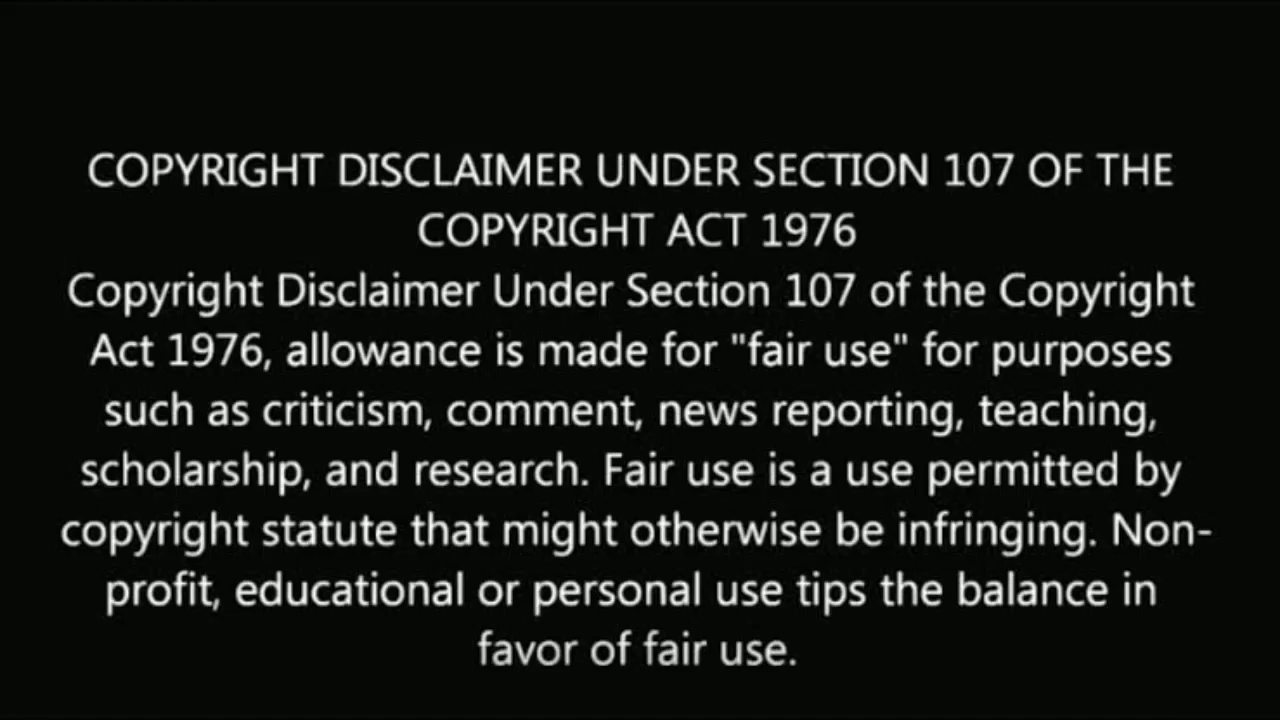 COPYRIGHT DISCLAIMER UNDER SECTION 107 OF THE
COPYRIGHT ACT 1976
Copyright Disclaimer Under Section 107 of the Copyright
Act 1976, allowance is made for "fair use" for purposes
such as criticism, comment, news reporting, teaching,
scholarship, and research. Fair use is a use permitted by
copyright statute that might otherwise be infringing. Non-
profit, educational or personal use tips the balance in
favor of fair use.